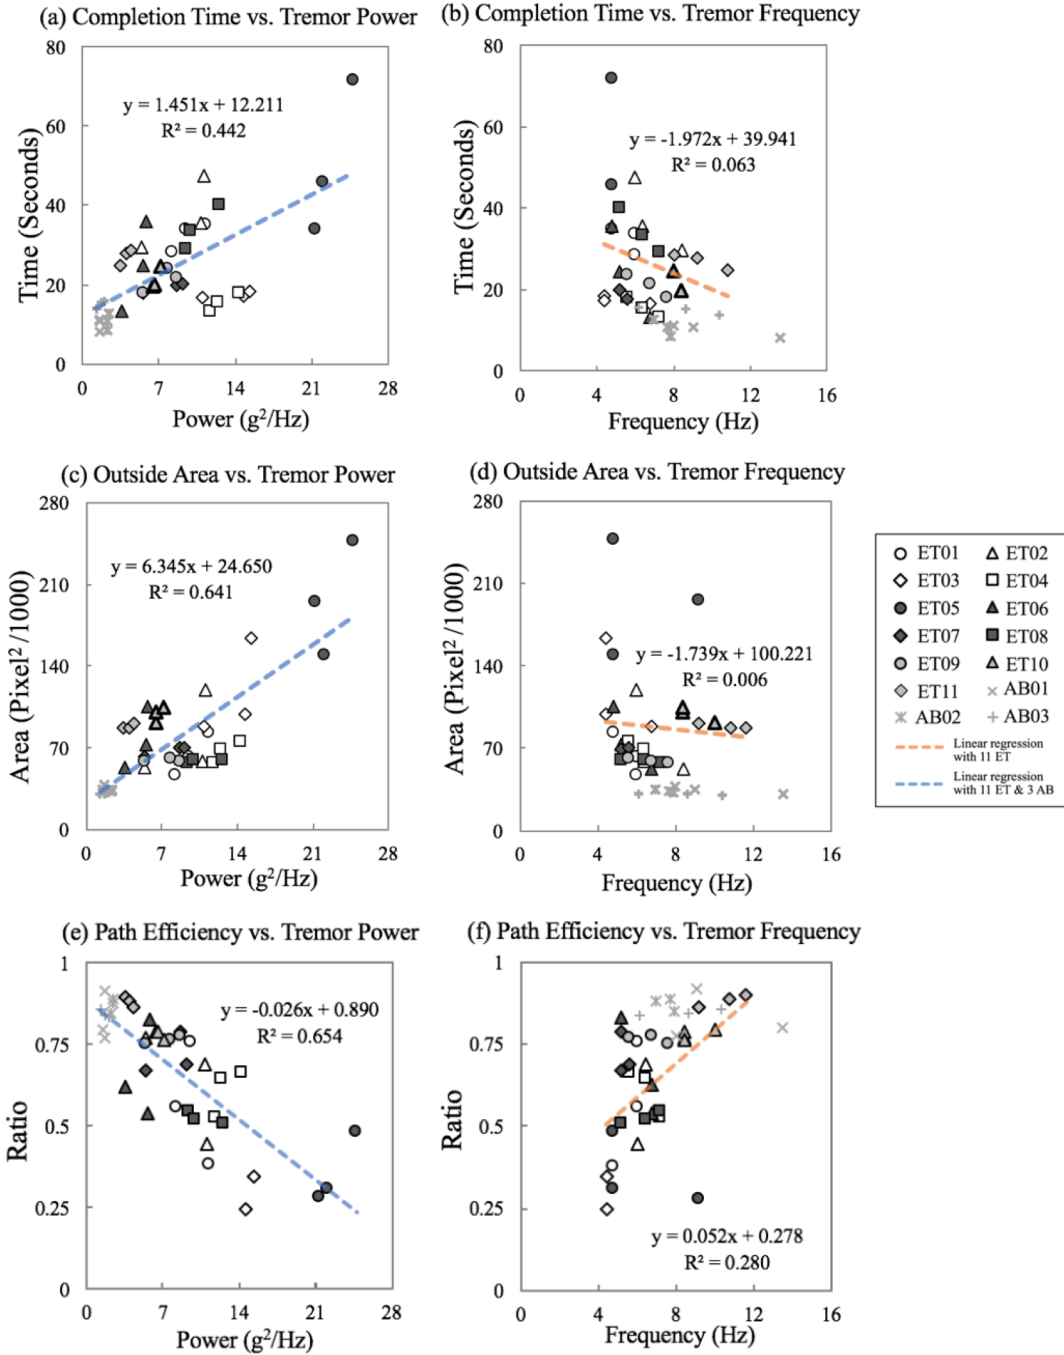 (a) Completion Time vs. Tremor Power
80
60
40
20
0
0 7 14 21 28
Time (Seconds)
Power (g²/Hz)
y = 1.451x + 12.211
R² = 0.442
(b) Completion Time vs. Tremor Frequency
80
60
40
20
0
0 4 8 12 16
Time (Seconds)
Frequency (Hz)
y = -1.972x + 39.941
R² = 0.063
(c) Outside Area vs. Tremor Power
280
210
140
70
0
0 7 14 21 28
Area (Pixel² /1000)
Power (g²/Hz)
y = 6.345x + 24.650
R² = 0.641
(d) Outside Area vs. Tremor Frequency
280
210
140
70
0
0 4 8 12 16
Area (Pixel² /1000)
Frequency (Hz)
y = -1.739x + 100.221
R² = 0.006
ET01 ET02
ET03 ET04
ET05 ET06
ET07 ET08
ET09 ET10
ET11 AB01
AB02 AB03
Linear regression
with 11 ET
Linear regression
with 11 ET & 3 AB
(e) Path Efficiency vs. Tremor Power
1
0.75
0.5
0.25
0
0 7 14 21 28
Ratio
Power (g²/Hz)
y = -0.026x + 0.890
R² = 0.654
(f) Path Efficiency vs. Tremor Frequency
1
0.75
0.5
0.25
0
0 4 8 12 16
Ratio
Frequency (Hz)
y = 0.052x + 0.278
R² = 0.280